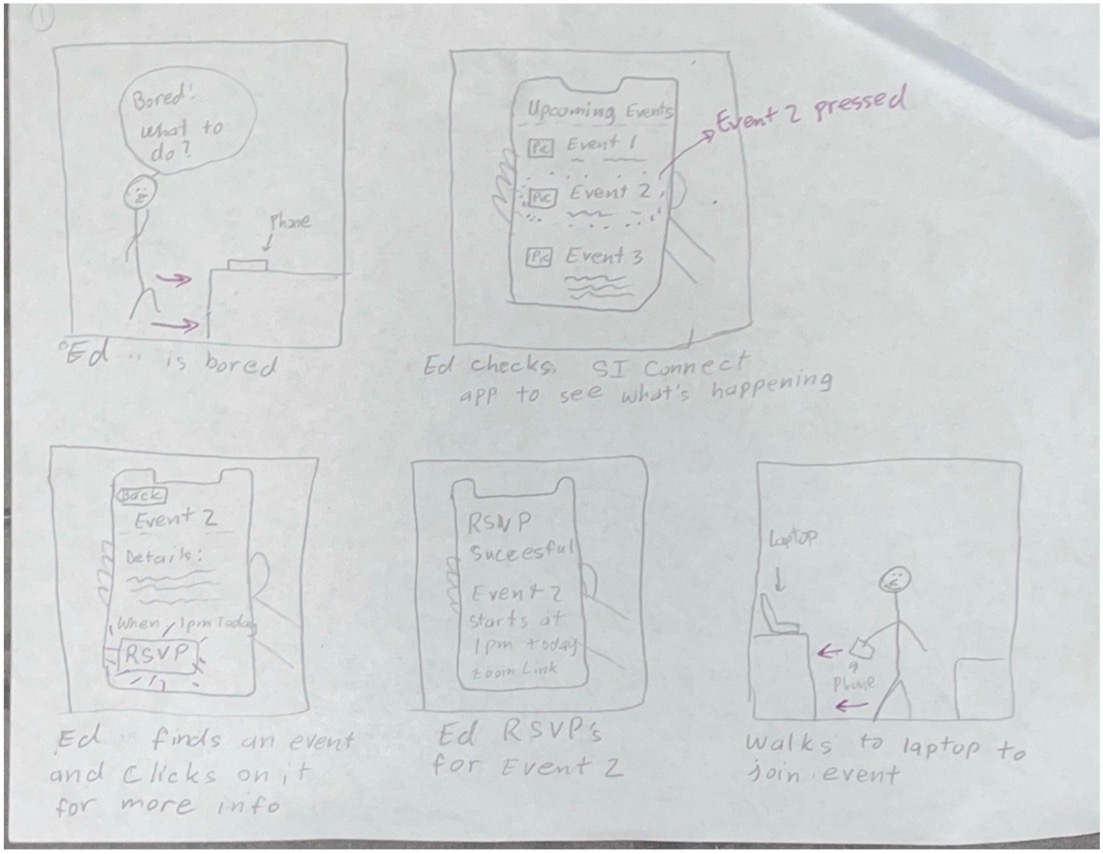 1
Bored!
what to
do?
Phone
Ed is bored
Upcoming Events
Pic Event 1
Pic Event 2
Pic Event 3
Event 2 pressed
Ed checks SI Connect
app to see what's happening
Back
Event 2
Details:
When / 1pm Today
RSVP
Ed finds an event
and clicks on it
for more info
RSVP
Succesful
Event 2
starts at
1pm today
zoom Link
Ed RSVP's
for Event 2
Laptop
Phone
Walks to laptop to
join event